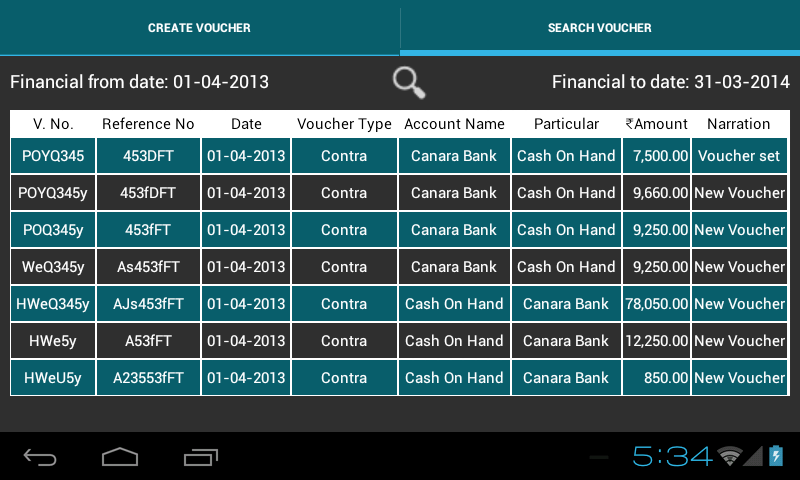 CREATE VOUCHER SEARCH VOUCHER
Financial from date: 01-04-2013 Financial to date: 31-03-2014
V. No. Reference No Date Voucher Type Account Name Particular ₹Amount Narration
POYQ345 453DFT 01-04-2013 Contra Canara Bank Cash On Hand 7,500.00 Voucher set
POYQ345y 453fDFT 01-04-2013 Contra Canara Bank Cash On Hand 9,660.00 New Voucher
POQ345y 453fFT 01-04-2013 Contra Canara Bank Cash On Hand 9,250.00 New Voucher
WeQ345y As453fFT 01-04-2013 Contra Canara Bank Cash On Hand 9,250.00 New Voucher
HWeQ345y AJs453fFT 01-04-2013 Contra Cash On Hand Canara Bank 78,050.00 New Voucher
HWe5y A53fFT 01-04-2013 Contra Cash On Hand Canara Bank 12,250.00 New Voucher
HWeU5y A23553fFT 01-04-2013 Contra Cash On Hand Canara Bank 850.00 New Voucher
5:34